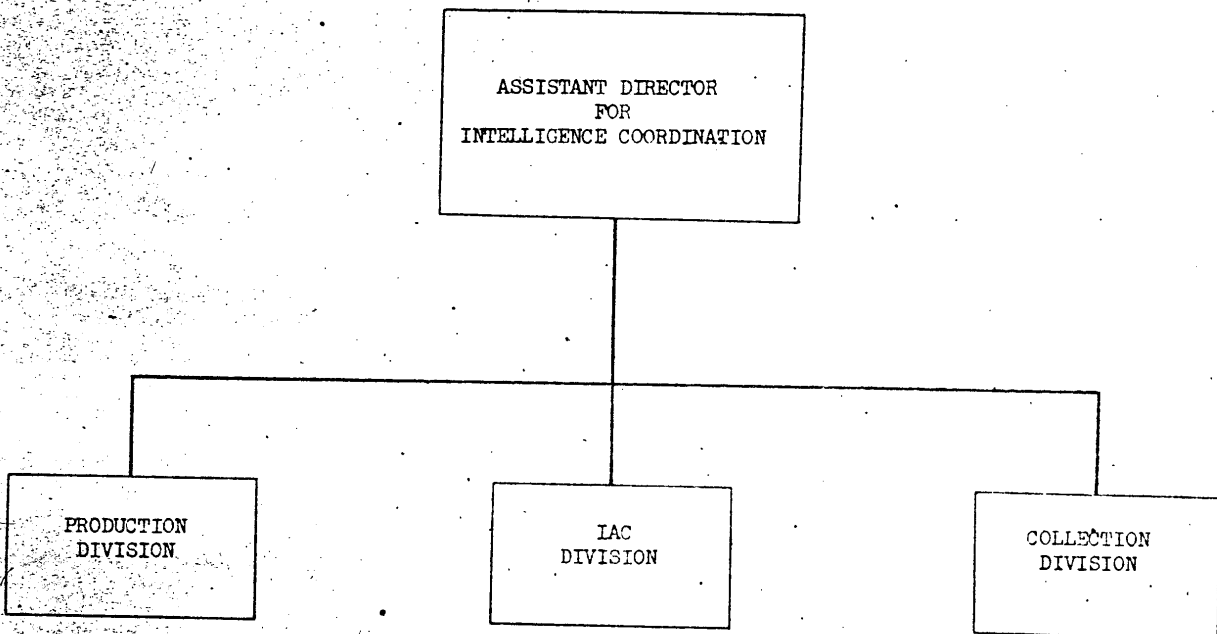 ASSISTANT DIRECTOR
FOR
INTELLIGENCE COORDINATION
PRODUCTION
DIVISION
IAC
DIVISION
COLLECTION
DIVISION